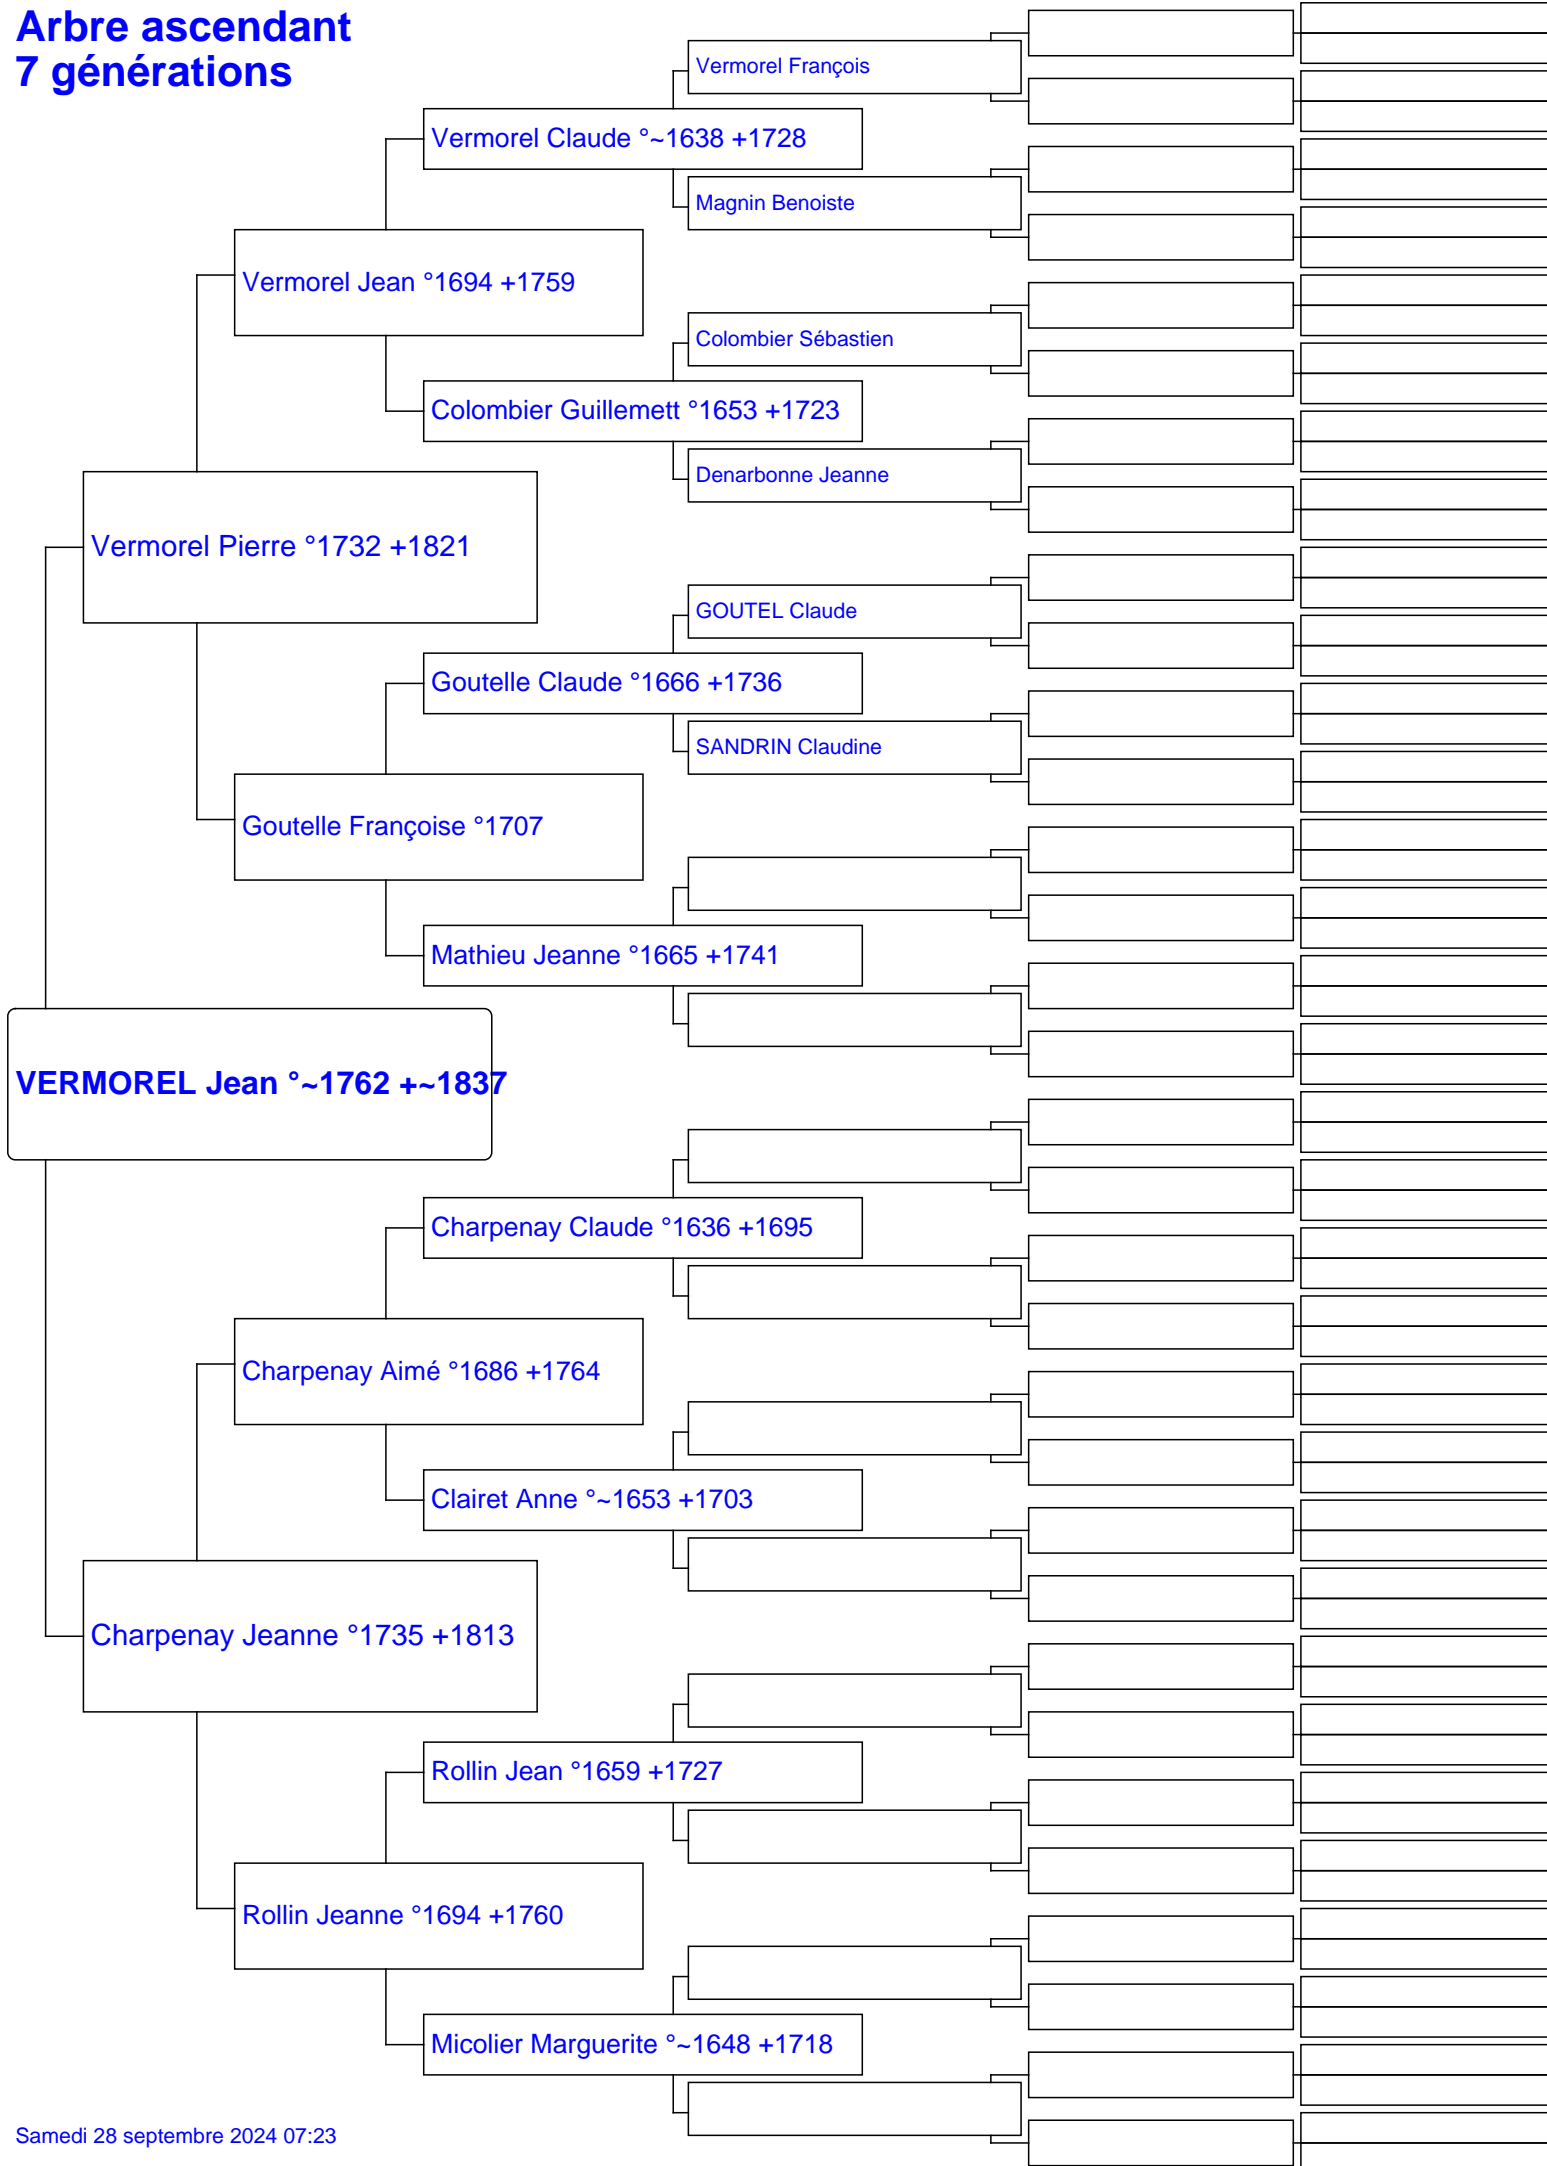 Arbre ascendant
7 générations
Vermorel François
Vermorel Claude °~1638 +1728
Magnin Benoiste
Vermorel Jean °1694 +1759
Colombier Sébastien
Colombier Guillemett °1653 +1723
Denarbonne Jeanne
Vermorel Pierre °1732 +1821
GOUTEL Claude
Goutelle Claude °1666 +1736
SANDRIN Claudine
Goutelle Françoise °1707
Mathieu Jeanne °1665 +1741
VERMOREL Jean °~1762 +~1837
Charpenay Claude °1636 +1695
Charpenay Aimé °1686 +1764
Clairet Anne °~1653 +1703
Charpenay Jeanne °1735 +1813
Rollin Jean °1659 +1727
Rollin Jeanne °1694 +1760
Micolier Marguerite °~1648 +1718
Samedi 28 septembre 2024 07:23